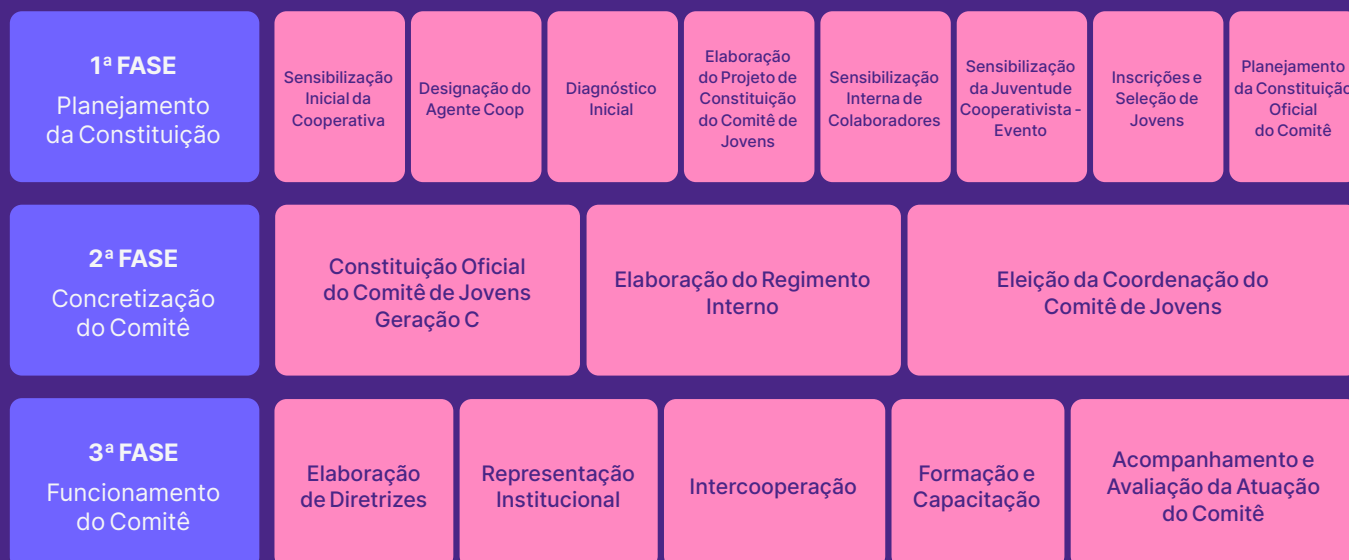 1ª FASE
Planejamento
da Constituição
Sensibilização
Inicial da
Cooperativa
Designação do
Agente Coop
Diagnóstico
Inicial
Elaboração
do Projeto de
Constituição
do Comitê de
Jovens
Sensibilização
Interna de
Colaboradores
Sensibilização
da Juventude
Cooperativista -
Evento
Inscrições e
Seleção de
Jovens
Planejamento
da Constituição
Oficial
do Comitê
2ª FASE
Concretização
do Comitê
Constituição Oficial
do Comitê de Jovens
Geração C
Elaboração do Regimento
Interno
Eleição da Coordenação do
Comitê de Jovens
3ª FASE
Funcionamento
do Comitê
Elaboração
de Diretrizes
Representação
Institucional
Intercooperação
Formação e
Capacitação
Acompanhamento e
Avaliação da Atuação
do Comitê